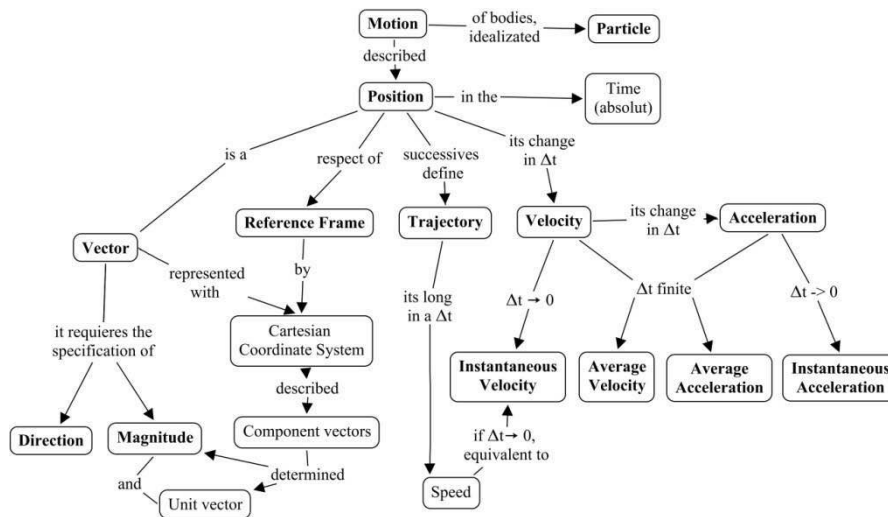 Motion
of bodies,
idealizated
Particle
described
Position
in the
Time
(absolut)
is a
respect of
successives
define
its change
in Δt
Reference Frame
Trajectory
Velocity
its change
in Δt
Acceleration
Vector
represented
with
by
its long
in a Δt
Δt → 0
Δt finite
Δt -> 0
it requieres the
specification of
Cartesian
Coordinate System
described
Instantaneous
Velocity
Average
Velocity
Average
Acceleration
Instantaneous
Acceleration
Direction
Magnitude
Component vectors
if Δt→ 0,
equivalent to
and
determined
Unit vector
Speed